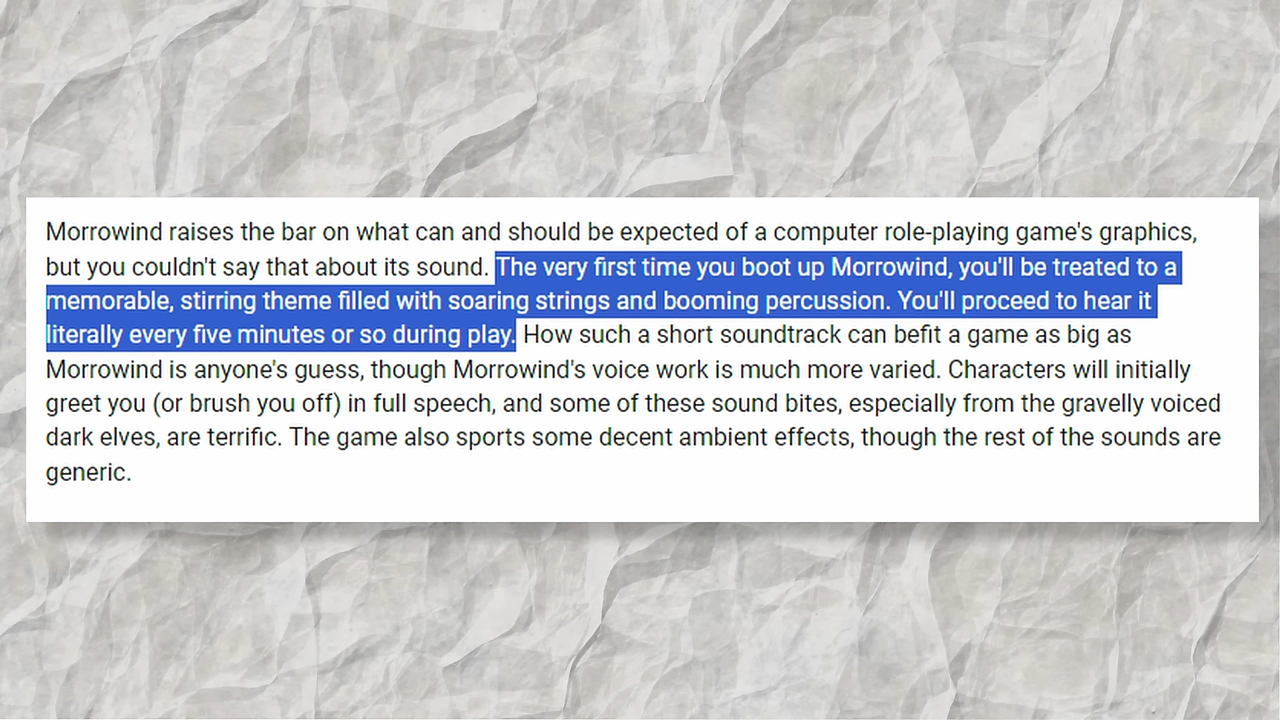 Morrowind raises the bar on what can and should be expected of a computer role-playing game's graphics,
but you couldn't say that about its sound. The very first time you boot up Morrowind, you'll be treated to a
memorable, stirring theme filled with soaring strings and booming percussion. You'll proceed to hear it
literally every five minutes or so during play. How such a short soundtrack can befit a game as big as
Morrowind is anyone's guess, though Morrowind's voice work is much more varied. Characters will initially
greet you (or brush you off) in full speech, and some of these sound bites, especially from the gravelly voiced
dark elves, are terrific. The game also sports some decent ambient effects, though the rest of the sounds are
generic.